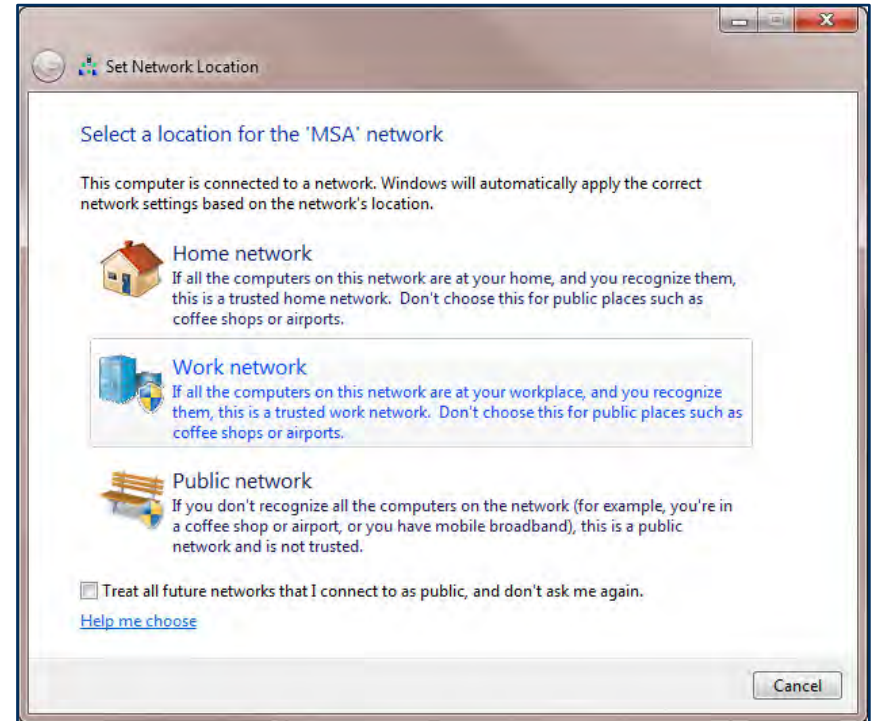 Set Network Location
Select a location for the 'MSA' network
This computer is connected to a network. Windows will automatically apply the correct
network settings based on the network's location.
Home network
If all the computers on this network are at your home, and you recognize them,
this is a trusted home network.  Don't choose this for public places such as
coffee shops or airports.
Work network
If all the computers on this network are at your workplace, and you recognize
them, this is a trusted work network.  Don't choose this for public places such as
coffee shops or airports.
Public network
If you don't recognize all the computers on the network (for example, you're in
a coffee shop or airport, or you have mobile broadband), this is a public
network and is not trusted.
Treat all future networks that I connect to as public, and don't ask me again.
Help me choose
Cancel